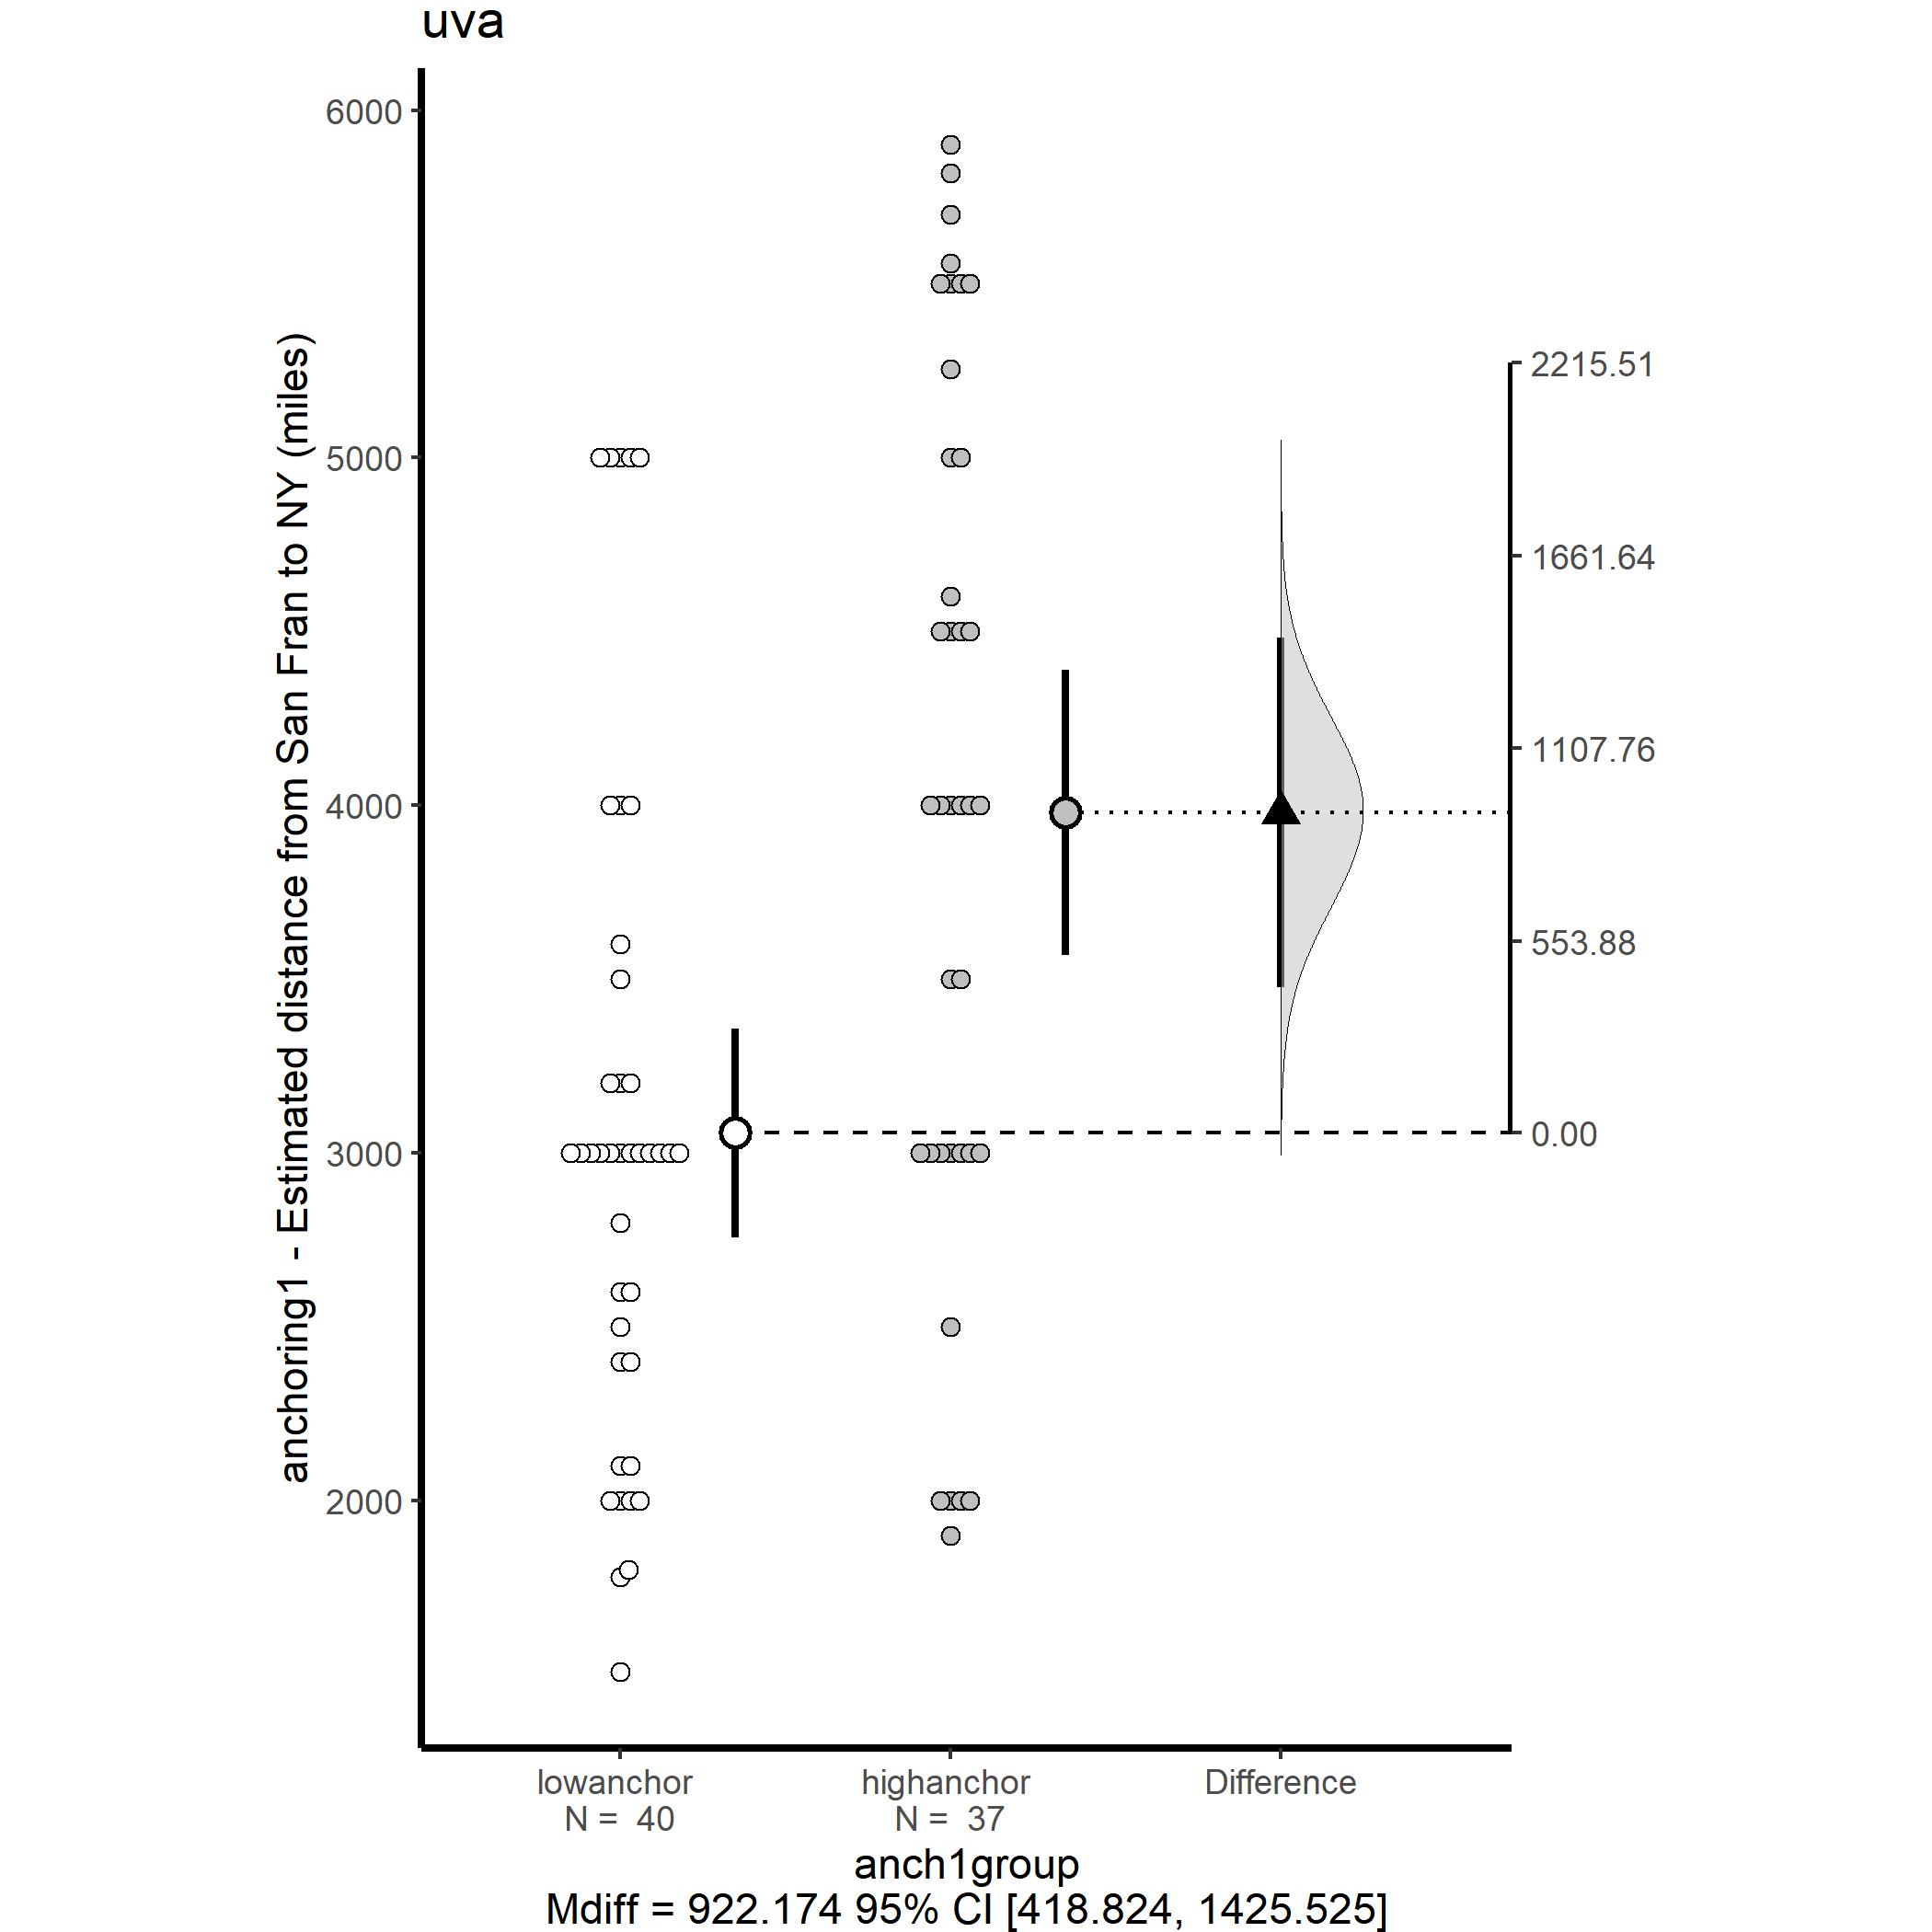 uva
anchoring1 - Estimated distance from San Fran to NY (miles)
6000
5000
4000
3000
2000
2215.51
1661.64
1107.76
553.88
0.00
lowanchor
N =  40
highanchor
N =  37
Difference
anch1group
Mdiff = 922.174 95% CI [418.824, 1425.525]